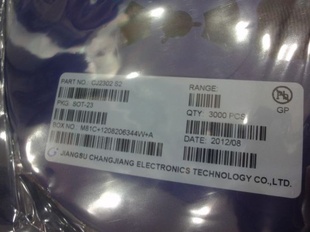 PART NO.: CJ2302 S2
RANGE:
PKG: SOT-23
QTY: 3000 PCS
GP
BOX NO.: M81C+1208206344W+A
DATE: 2012/08
JIANGSU CHANGJIANG ELECTRONICS TECHNOLOGY CO.,LTD.